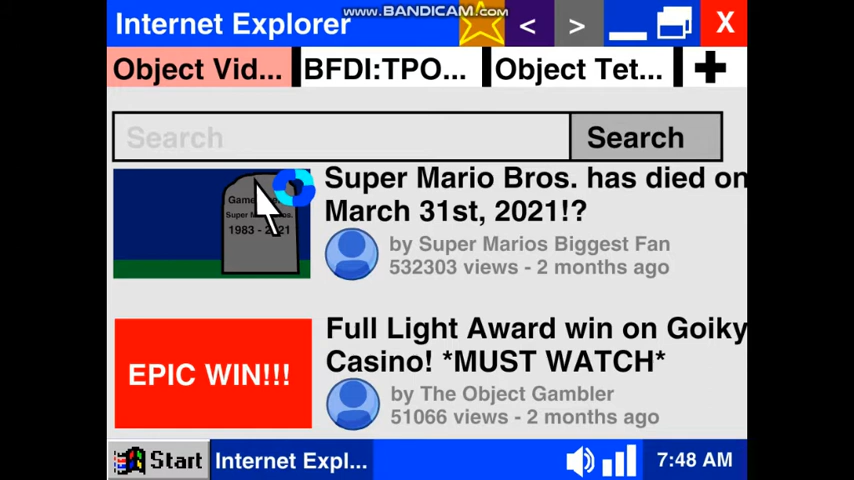 WWW.BANDICAM.COM
Internet Explorer < > X
Object Vid... BFDI:TPO... Object Tet... +
Search Search
Super Mario Bros. has died on
March 31st, 2021!?
Super Mario Bros.
1983 - 2021
by Super Marios Biggest Fan
532303 views - 2 months ago
Full Light Award win on Goiky
Casino! *MUST WATCH*
EPIC WIN!!!
by The Object Gambler
51066 views - 2 months ago
Start Internet Expl... 7:48 AM